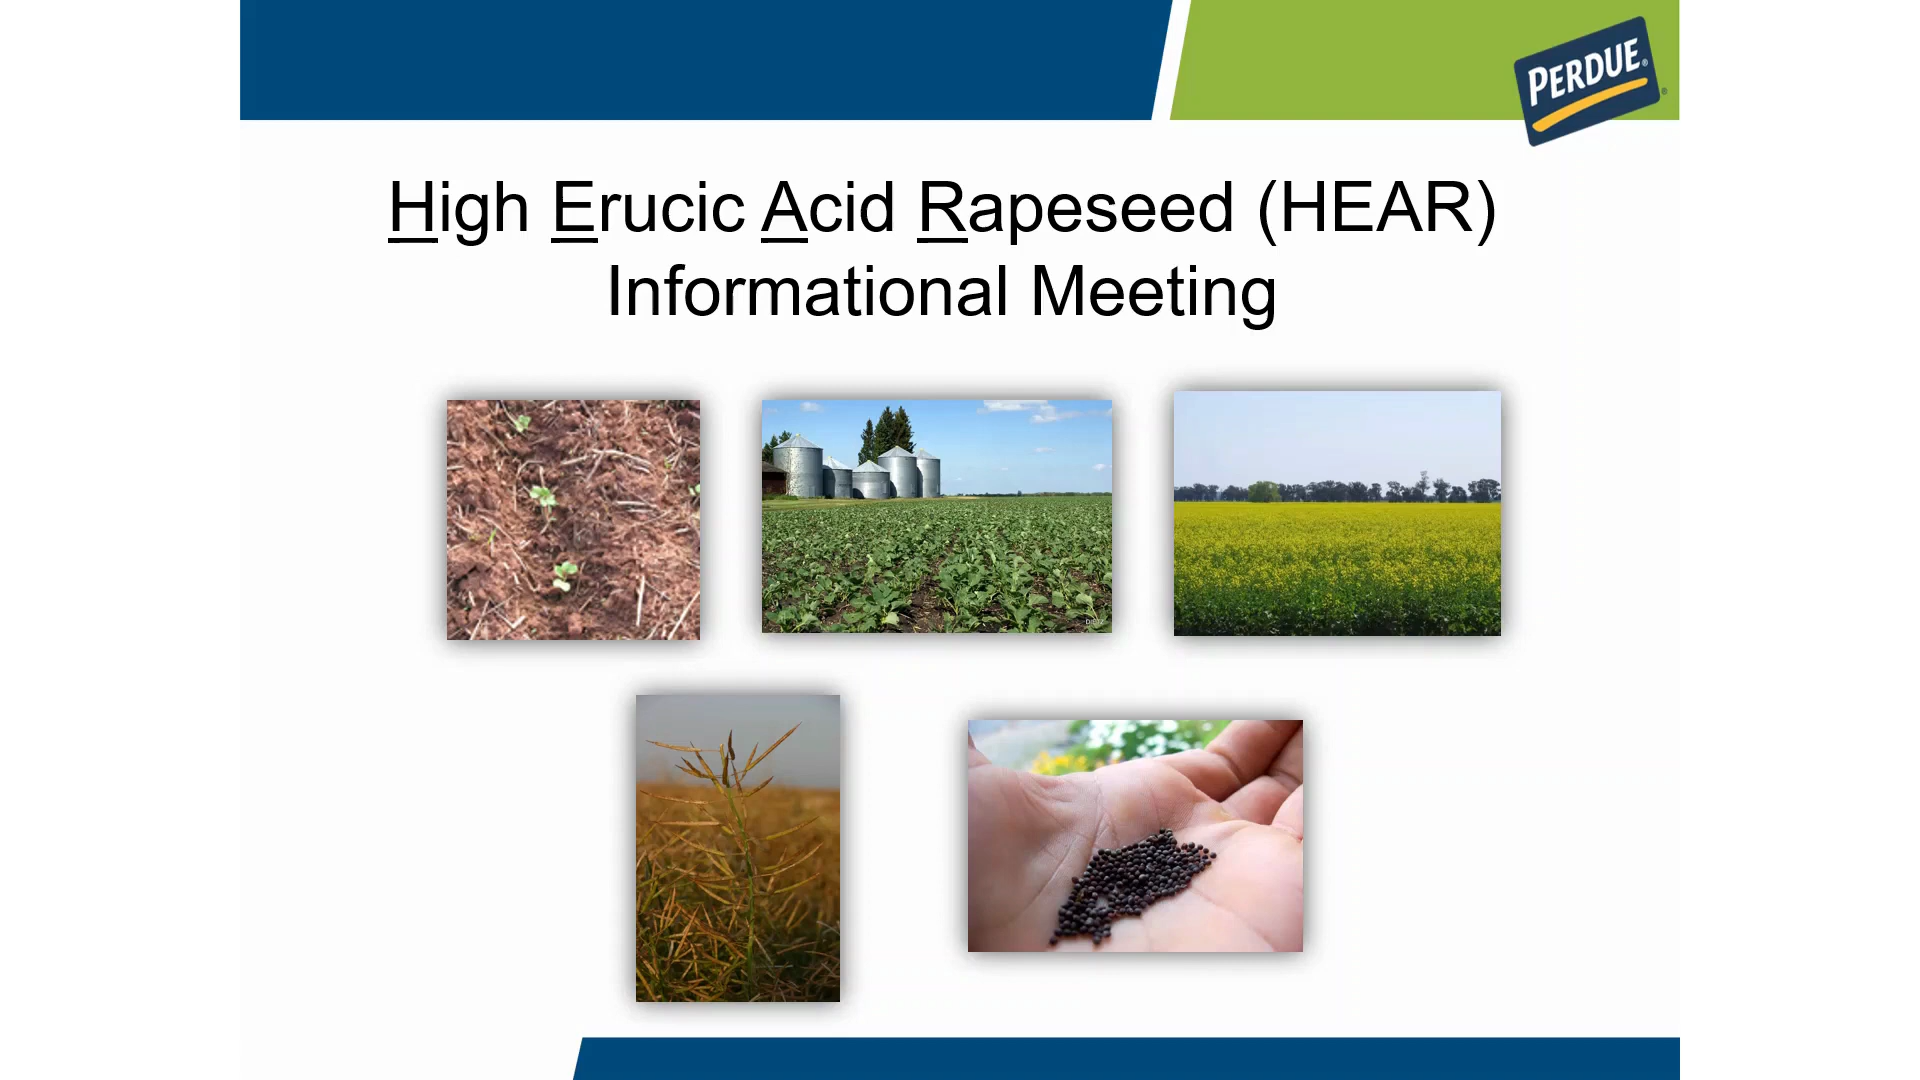 PERDUE®
High Erucic Acid Rapeseed (HEAR)
Informational Meeting